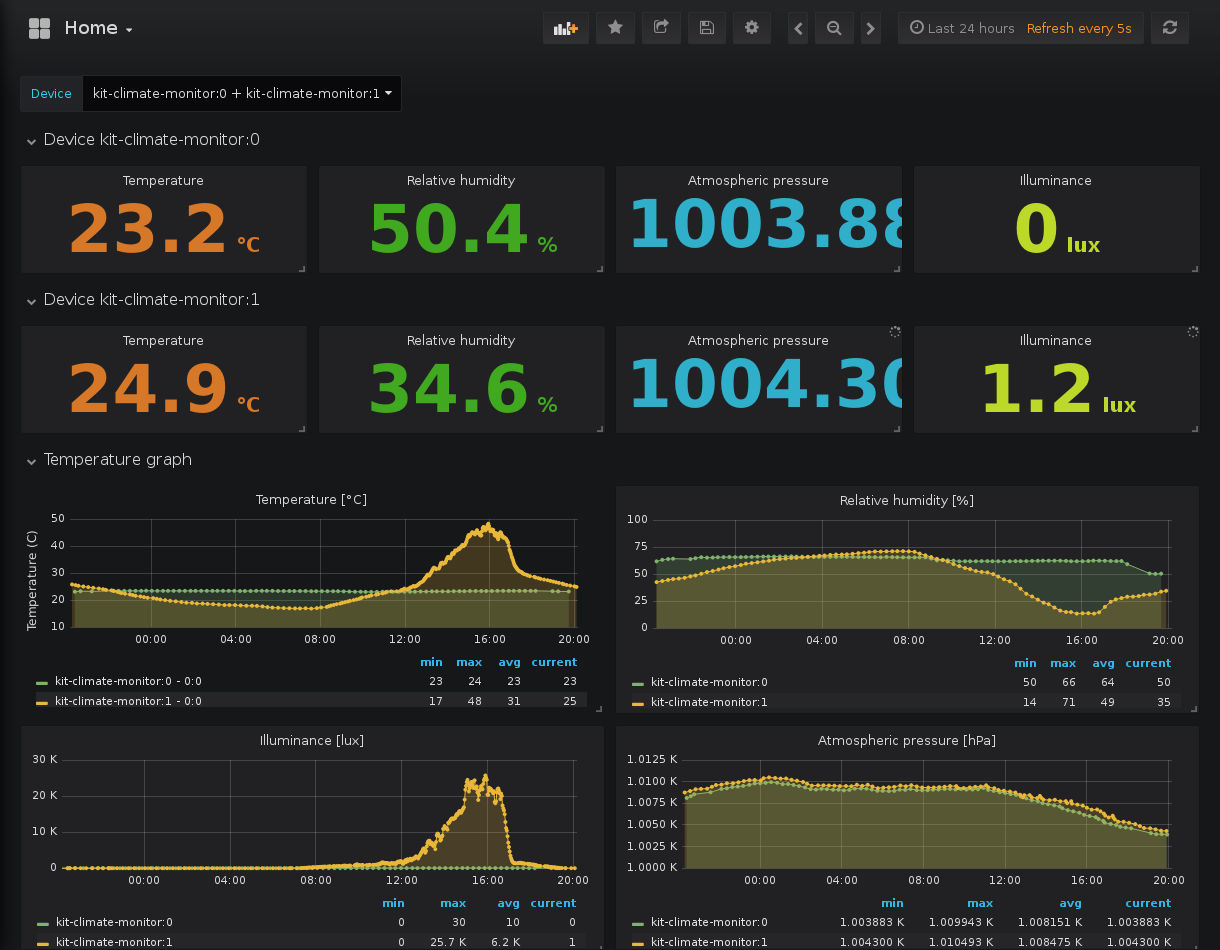 Home
Last 24 hours Refresh every 5s
Device kit-climate-monitor:0 + kit-climate-monitor:1
Device kit-climate-monitor:0
Temperature Relative humidity Atmospheric pressure Illuminance
23.2 °C 50.4 % 1003.88 0 lux
Device kit-climate-monitor:1
Temperature Relative humidity Atmospheric pressure Illuminance
24.9 °C 34.6 % 1004.30 1.2 lux
Temperature graph
Temperature [°C]
Temperature (C)
50
40
30
20
10
00:00 04:00 08:00 12:00 16:00 20:00
min max avg current
kit-climate-monitor:0 - 0:0 23 24 23 23
kit-climate-monitor:1 - 0:0 17 48 31 25
Relative humidity [%]
100
75
50
25
0
00:00 04:00 08:00 12:00 16:00 20:00
min max avg current
kit-climate-monitor:0 50 66 64 50
kit-climate-monitor:1 14 71 49 35
Illuminance [lux]
30 K
20 K
10 K
0
00:00 04:00 08:00 12:00 16:00 20:00
min max avg current
kit-climate-monitor:0 0 30 10 0
kit-climate-monitor:1 0 25.7 K 6.2 K 1
Atmospheric pressure [hPa]
1.0125 K
1.0100 K
1.0075 K
1.0050 K
1.0025 K
1.0000 K
00:00 04:00 08:00 12:00 16:00 20:00
min max avg current
kit-climate-monitor:0 1.003883 K 1.009943 K 1.008151 K 1.003883 K
kit-climate-monitor:1 1.004300 K 1.010493 K 1.008475 K 1.004300 K